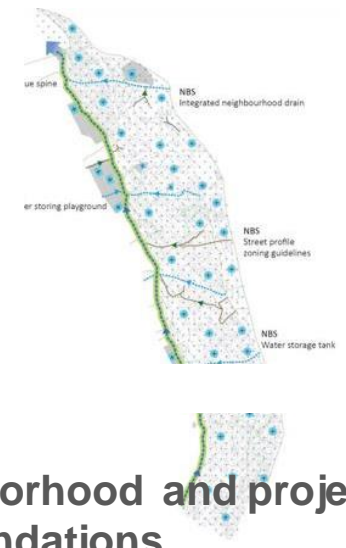 NBS
ue spine
Integrated neighbourhood drain
er storing playground
NBS
Street profile
zoning guidelines
NBS
Water storage tank
orhood and proje
ndations